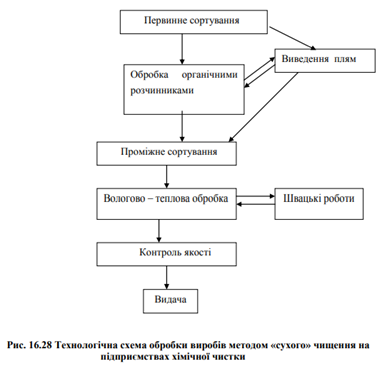 Первинне сортування
Виведення плям
Обробка органічними
розчинниками
Проміжне сортування
Вологово – теплова обробка
Швацькі роботи
Контроль якості
Видача
Рис. 16.28 Технологічна схема обробки виробів методом «сухого» чищення на
підприємствах хімічної чистки